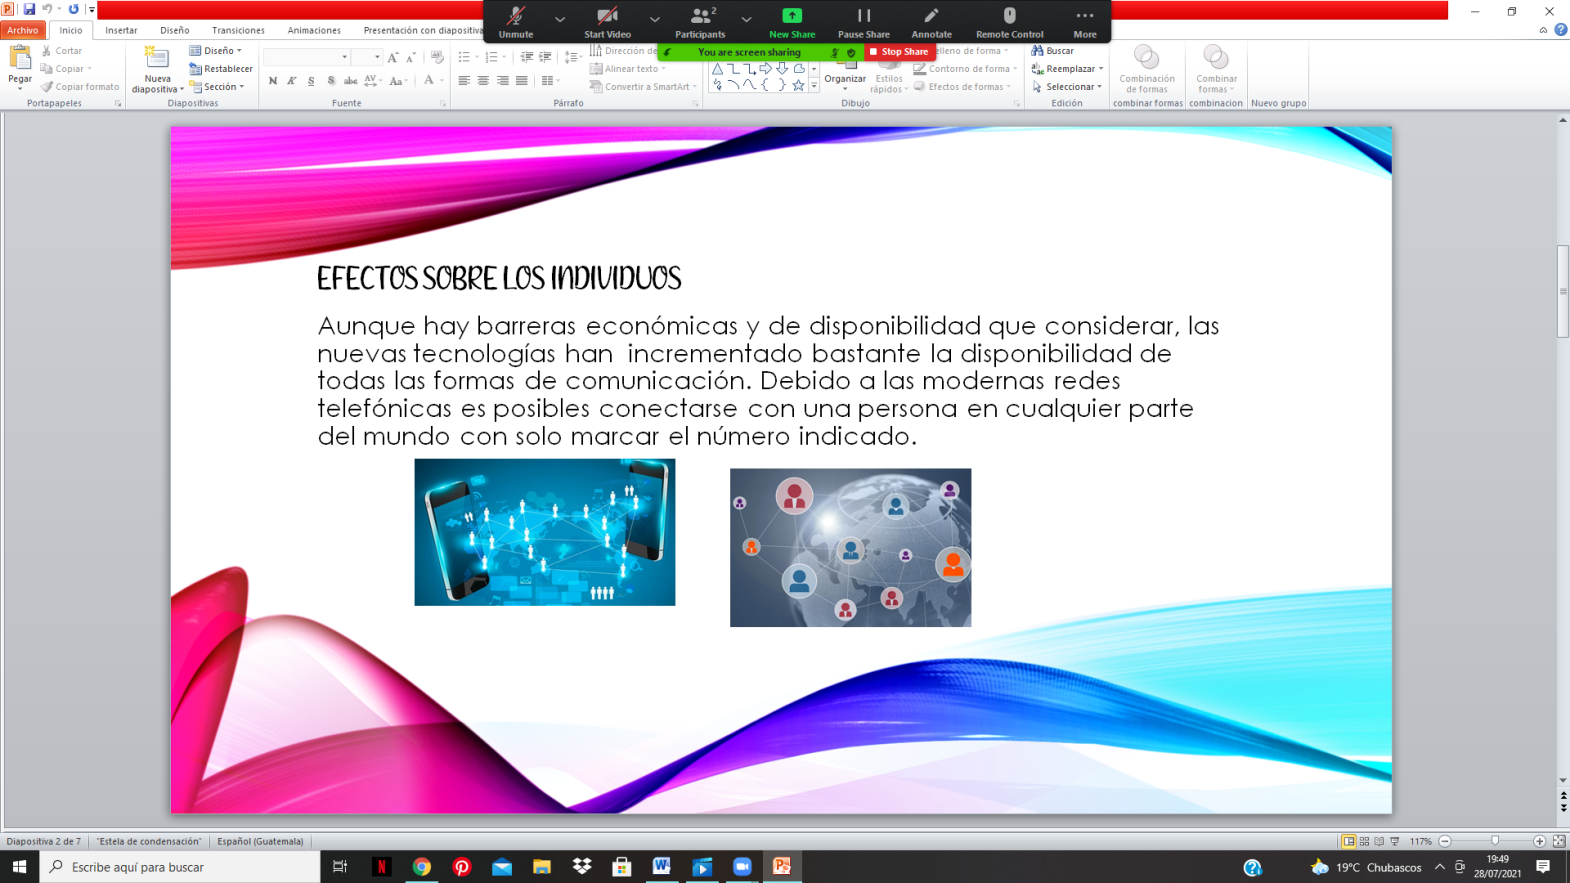 Unmute
Start Video
2
Participants
New Share
Pause Share
Annotate
Remote Control
More
You are screen sharing
Stop Share
Archivo
Inicio
Insertar
Diseño
Transiciones
Animaciones
Presentación con diapositiva
Pegar
Cortar
Copiar
Copiar formato
Portapapeles
Nueva
diapositiva
Diseño
Restablecer
Sección
Diapositivas
N K S S abc AV Aa A
Fuente
Dirección de
Alinear texto
Convertir a SmartArt
Párrafo
Organizar
Estilos
rápidos
elleno de forma
Contorno de forma
Efectos de formas
Dibujo
Buscar
Reemplazar
Seleccionar
Edición
Combinación
de formas
combinar formas
Combinar
formas
combinacion
Nuevo grupo
EFECTOS SOBRE LOS INDIVIDUOS
Aunque hay barreras económicas y de disponibilidad que considerar, las
nuevas tecnologías han incrementado bastante la disponibilidad de
todas las formas de comunicación. Debido a las modernas redes
telefónicas es posibles conectarse con una persona en cualquier parte
del mundo con solo marcar el número indicado.
Diapositiva 2 de 7
"Estela de condensación"
Español (Guatemala)
117%
Escribe aquí para buscar
19°C Chubascos
19:49
28/07/2021